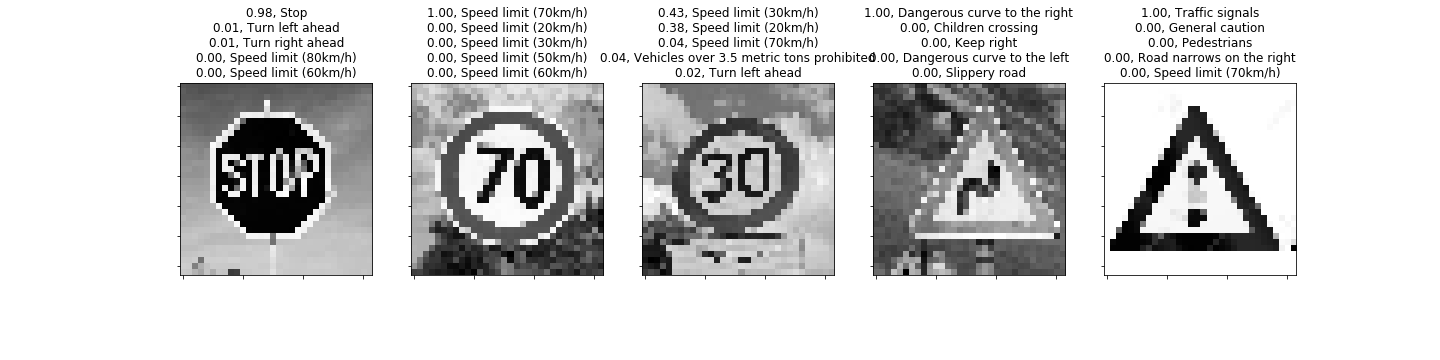 0.98, Stop
0.01, Turn left ahead
0.01, Turn right ahead
0.00, Speed limit (80km/h)
0.00, Speed limit (60km/h)
STOP
1.00, Speed limit (70km/h)
0.00, Speed limit (20km/h)
0.00, Speed limit (30km/h)
0.00, Speed limit (50km/h)
0.00, Speed limit (60km/h)
70
0.43, Speed limit (30km/h)
0.38, Speed limit (20km/h)
0.04, Speed limit (70km/h)
0.04, Vehicles over 3.5 metric tons prohibited
0.02, Turn left ahead
30
1.00, Dangerous curve to the right
0.00, Children crossing
0.00, Keep right
0.00, Dangerous curve to the left
0.00, Slippery road
1.00, Traffic signals
0.00, General caution
0.00, Pedestrians
0.00, Road narrows on the right
0.00, Speed limit (70km/h)